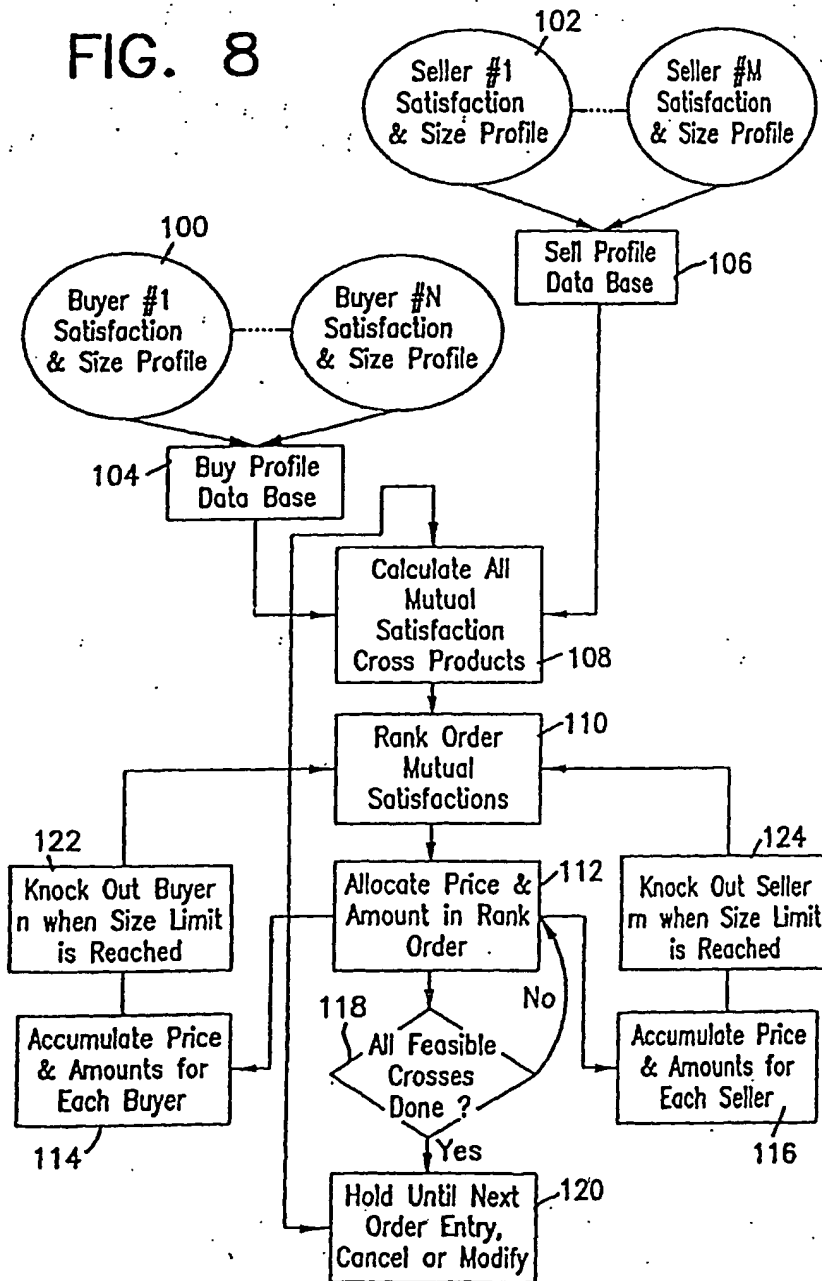 FIG. 8
102
Seller #1
Satisfaction
& Size Profile
Seller #M
Satisfaction
& Size Profile
100
Buyer #1
Satisfaction
& Size Profile
Buyer #N
Satisfaction
& Size Profile
Sell Profile
Data Base
106
104
Buy Profile
Data Base
Calculate All
Mutual
Satisfaction
Cross Products
108
110
Rank Order
Mutual
Satisfactions
122
Knock Out Buyer
n when Size Limit
is Reached
112
Allocate Price &
Amount in Rank
Order
124
Knock Out Seller
m when Size Limit
is Reached
No
118
All Feasible
Crosses
Done ?
Accumulate Price
& Amounts for
Each Buyer
114
Accumulate Price
& Amounts for
Each Seller
116
Yes
Hold Until Next
Order Entry,
Cancel or Modify
120